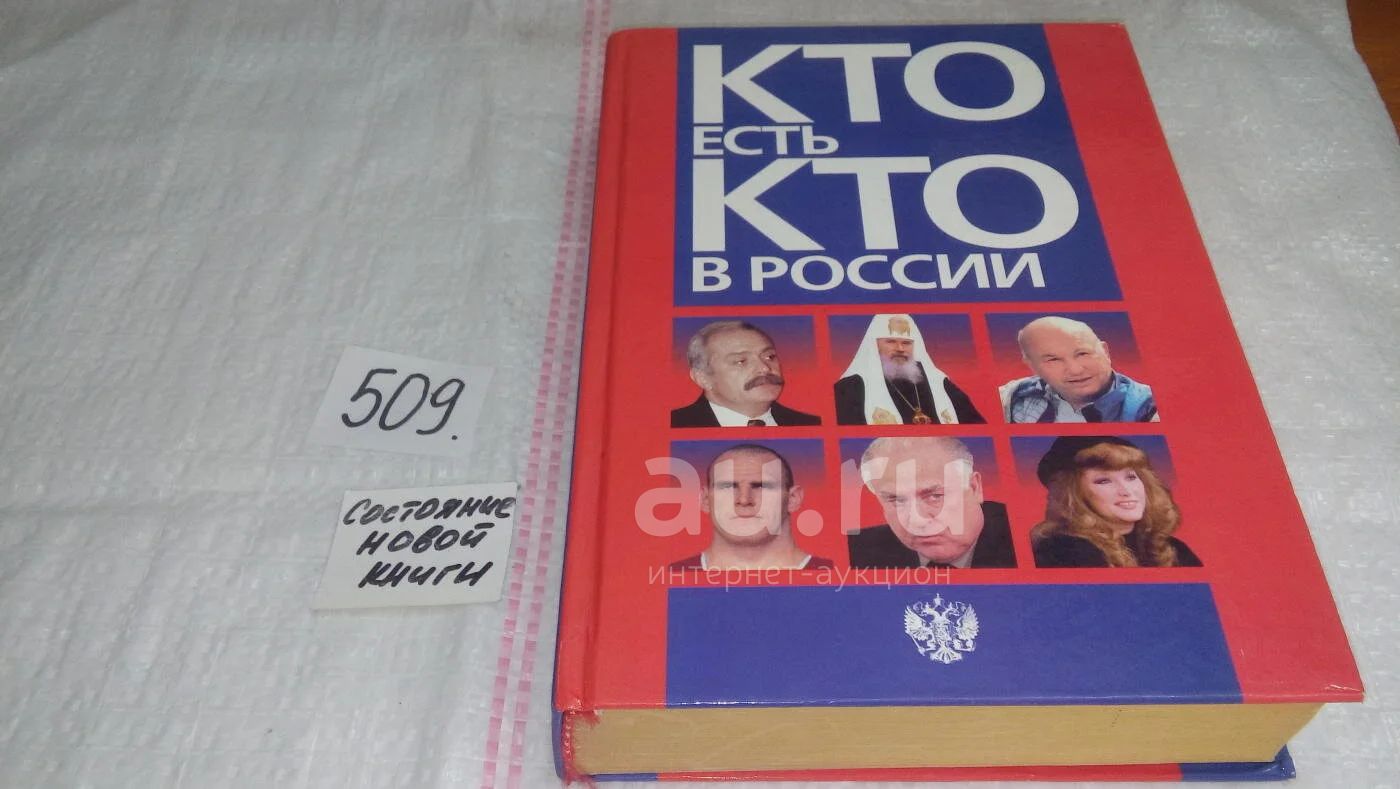 КТО
ЕСТЬ
КТО
В РОССИИ
509.
состояние
новой
книги
au.ru
интернет-аукцион